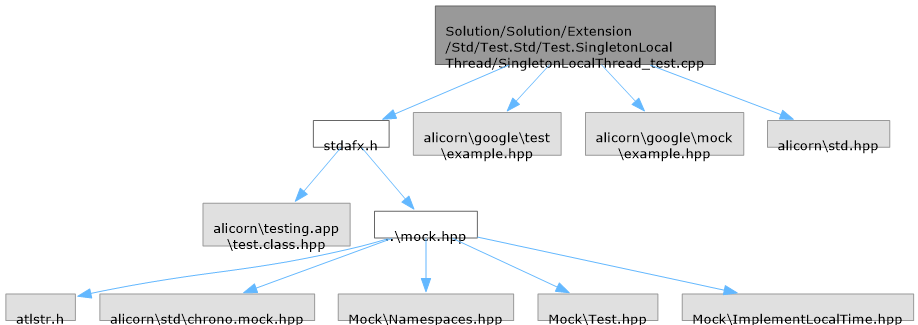 Solution/Solution/Extension
/Std/Test.Std/Test.SingletonLocal
Thread/SingletonLocalThread_test.cpp
stdafx.h
alicorn\google\test
\example.hpp
alicorn\google\mock
\example.hpp
alicorn\std.hpp
alicorn\testing.app
\test.class.hpp
..\mock.hpp
atlstr.h
alicorn\std\chrono.mock.hpp
Mock\Namespaces.hpp
Mock\Test.hpp
Mock\ImplementLocalTime.hpp